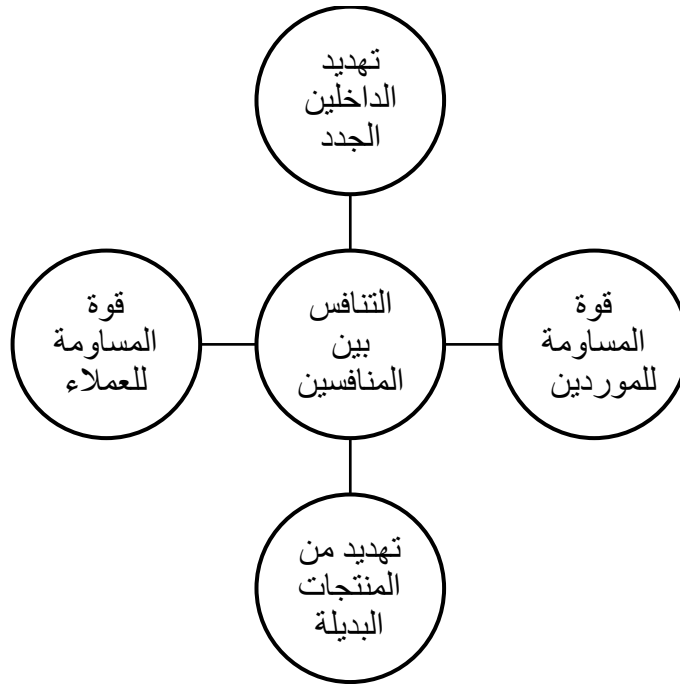 تهديد
الداخلين
الجدد
قوة
المساومة
للموردين
التنافس
بين
المنافسين
قوة
المساومة
للعملاء
تهديد من
المنتجات
البديلة